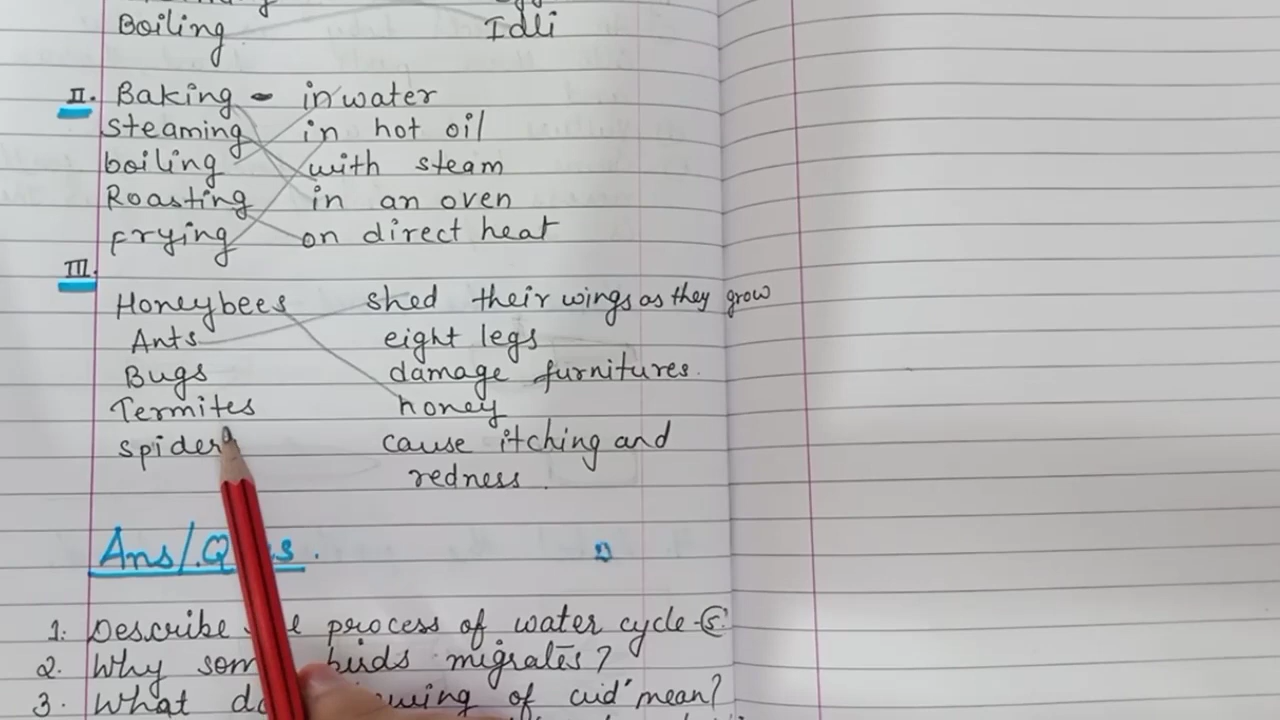 Boiling Idli
II. Baking - in water
Steaming in hot oil
boiling with steam
Roasting in an oven
frying on direct heat
III.
Honeybees shed their wings as they grow
Ants eight legs
Bugs damage furnitures.
Termites honey
Spider cause itching and
redness.
Ans/.Q s.
1. Describe process of water cycle-5
2. Why birds migrates?
3. What of cud' mean?